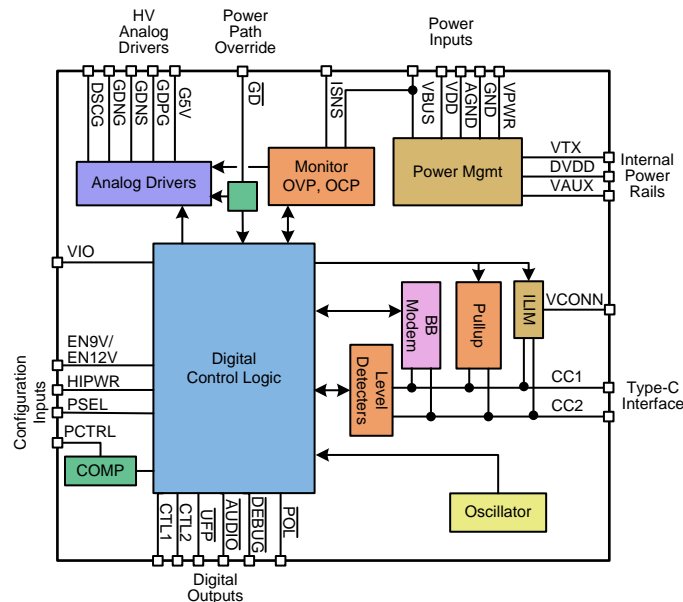 HV
Analog
Drivers
Power
Path
Override
Power
Inputs
DSCG
GDNG
GDNS
GDPG
G5V
GD
ISNS
VBUS
VDD
AGND
GND
VPWR
Analog Drivers
Monitor
OVP, OCP
Power Mgmt
VTX
DVDD
VAUX
Internal
Power
Rails
VIO
EN9V/
EN12V
HIPWR
PSEL
PCTRL
Configuration
Inputs
COMP
Digital
Control Logic
BB
Modem
Pullup
ILIM
VCONN
Level
Detecters
CC1
CC2
Type-C
Interface
Oscillator
CTL1
CTL2
UFP
AUDIO
DEBUG
POL
Digital
Outputs